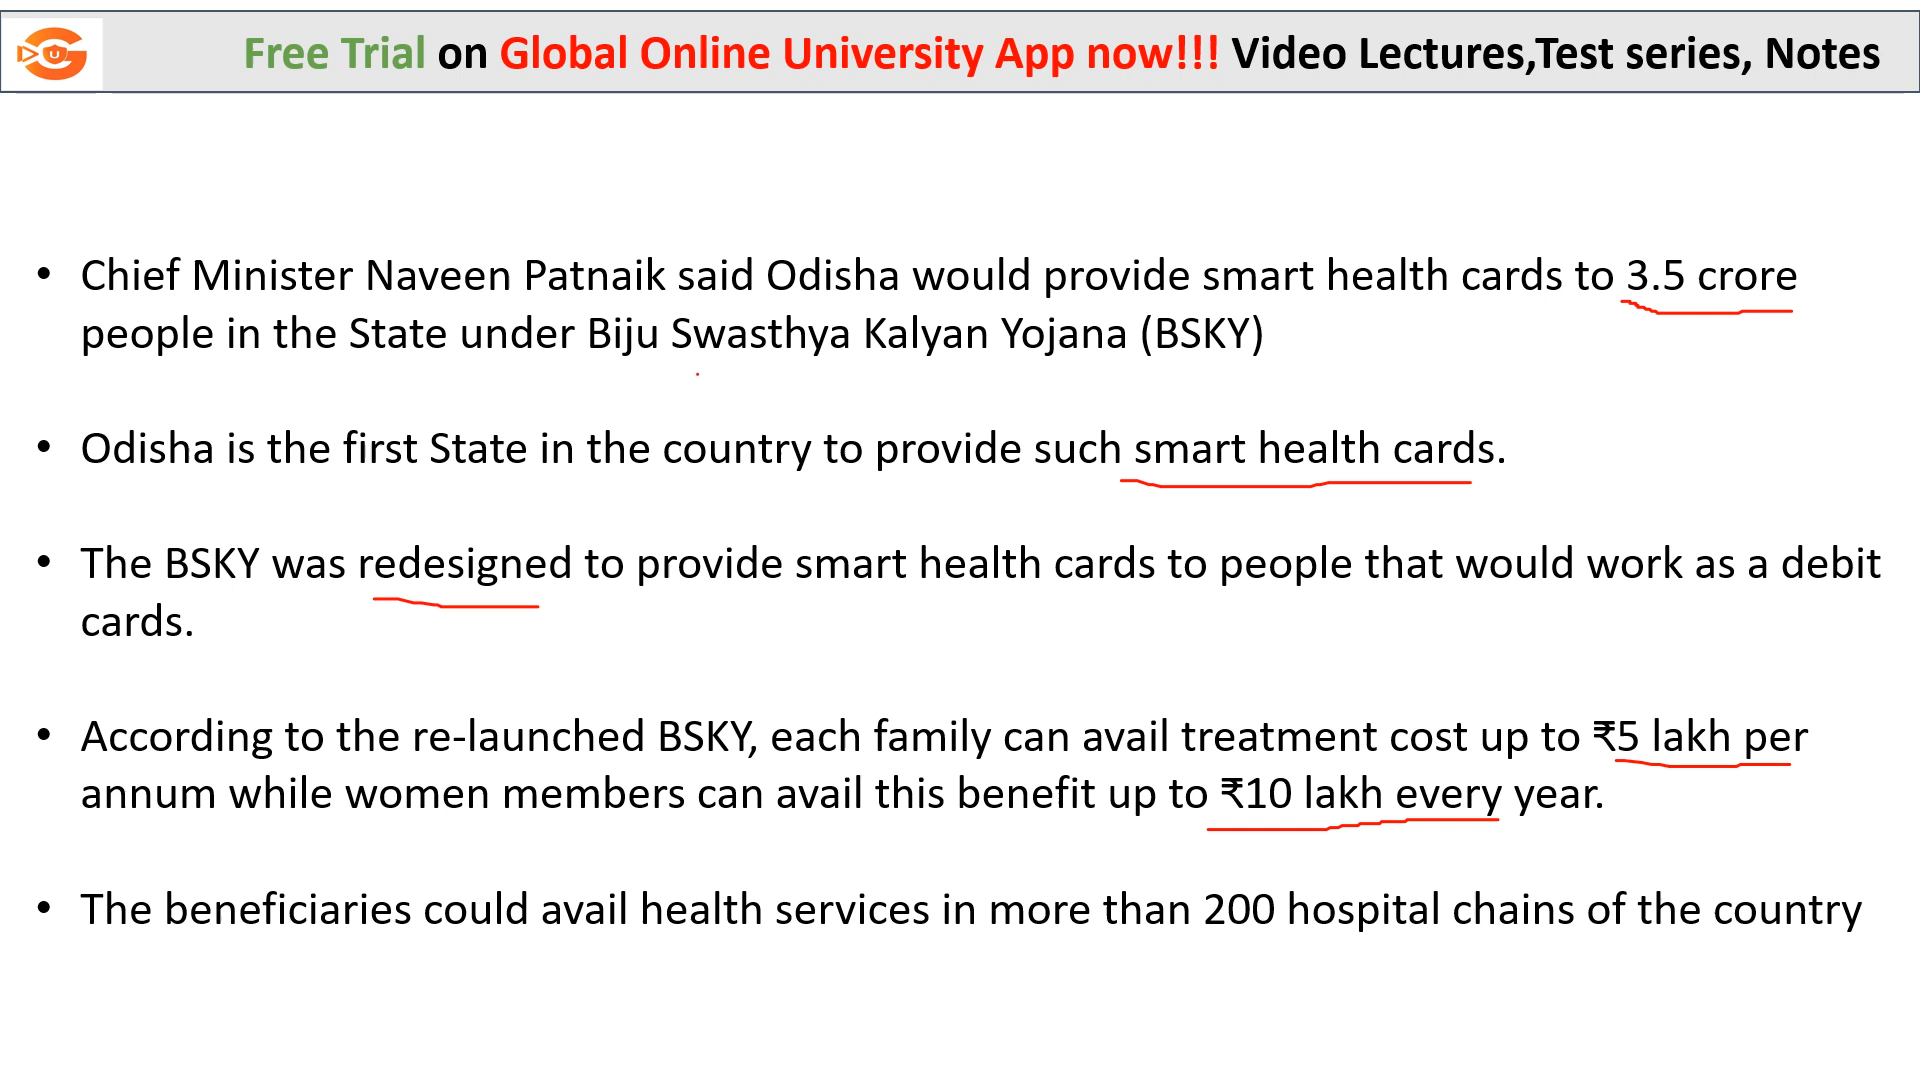 Free Trial on Global Online University App now!!! Video Lectures,Test series, Notes
• Chief Minister Naveen Patnaik said Odisha would provide smart health cards to 3.5 crore
people in the State under Biju Swasthya Kalyan Yojana (BSKY)
• Odisha is the first State in the country to provide such smart health cards.
• The BSKY was redesigned to provide smart health cards to people that would work as a debit
cards.
• According to the re-launched BSKY, each family can avail treatment cost up to ₹5 lakh per
annum while women members can avail this benefit up to ₹10 lakh every year.
• The beneficiaries could avail health services in more than 200 hospital chains of the country